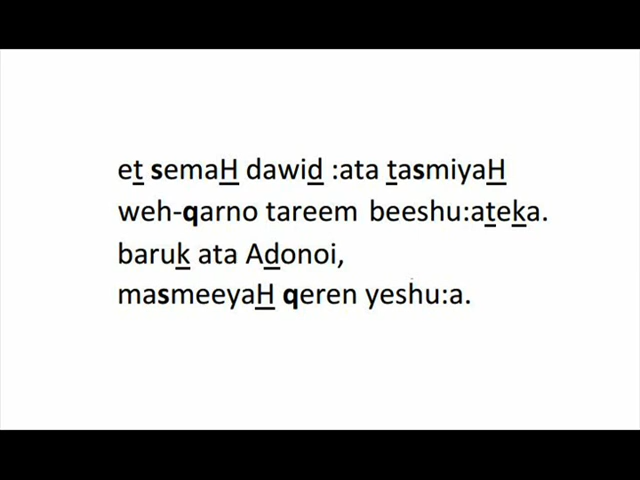 et semaH dawid :ata tasmiyaH
weh-qarno tareem beeshu:ateka.
baruk ata Adonoi,
masmeeyaH qeren yeshu:a.